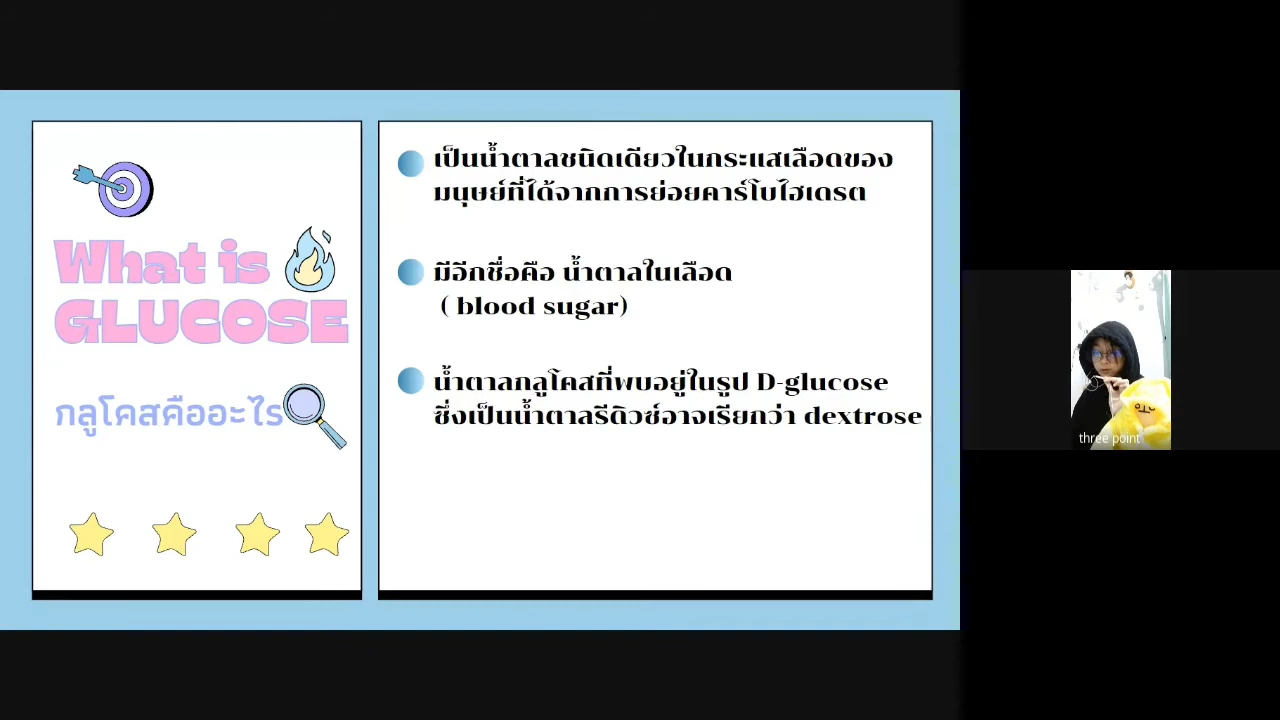 What is
GLUCOSE
กลูโคสคืออะไร
เป็นน้ำตาลชนิดเดียวในกระแสเลือดของ
มนุษย์ที่ได้จากการย่อยคาร์โบไฮเดรต
มีอีกชื่อคือ น้ำตาลในเลือด
( blood sugar)
น้ำตาลกลูโคสที่พบอยู่ในรูป D-glucose
ซึ่งเป็นน้ำตาลรีดิวซ์อาจเรียกว่า dextrose
three point